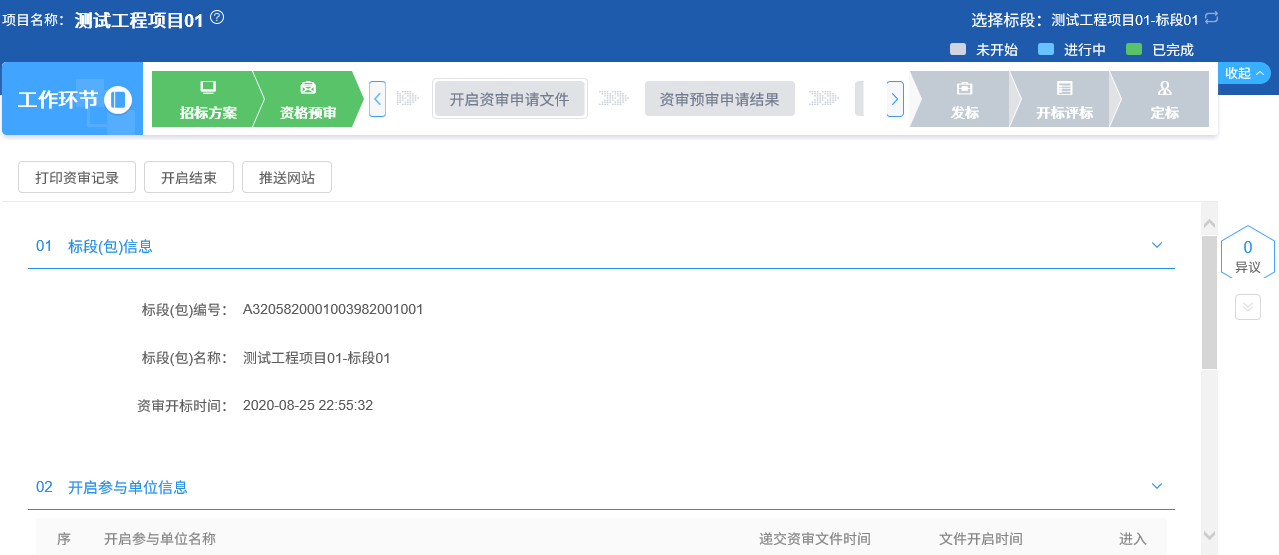 项目名称： 测试工程项目01
选择标段：测试工程项目01-标段01
未开始 进行中 已完成
工作环节
招标方案
资格预审
开启资审申请文件
资审预审申请结果
发标
开标评标
定标
收起
打印资审记录 开启结束 推送网站
01 标段(包)信息
0
异议
标段(包)编号： A3205820001003982001001
标段(包)名称： 测试工程项目01-标段01
资审开标时间： 2020-08-25 22:55:32
02 开启参与单位信息
序 开启参与单位名称 递交资审文件时间 文件开启时间 进入